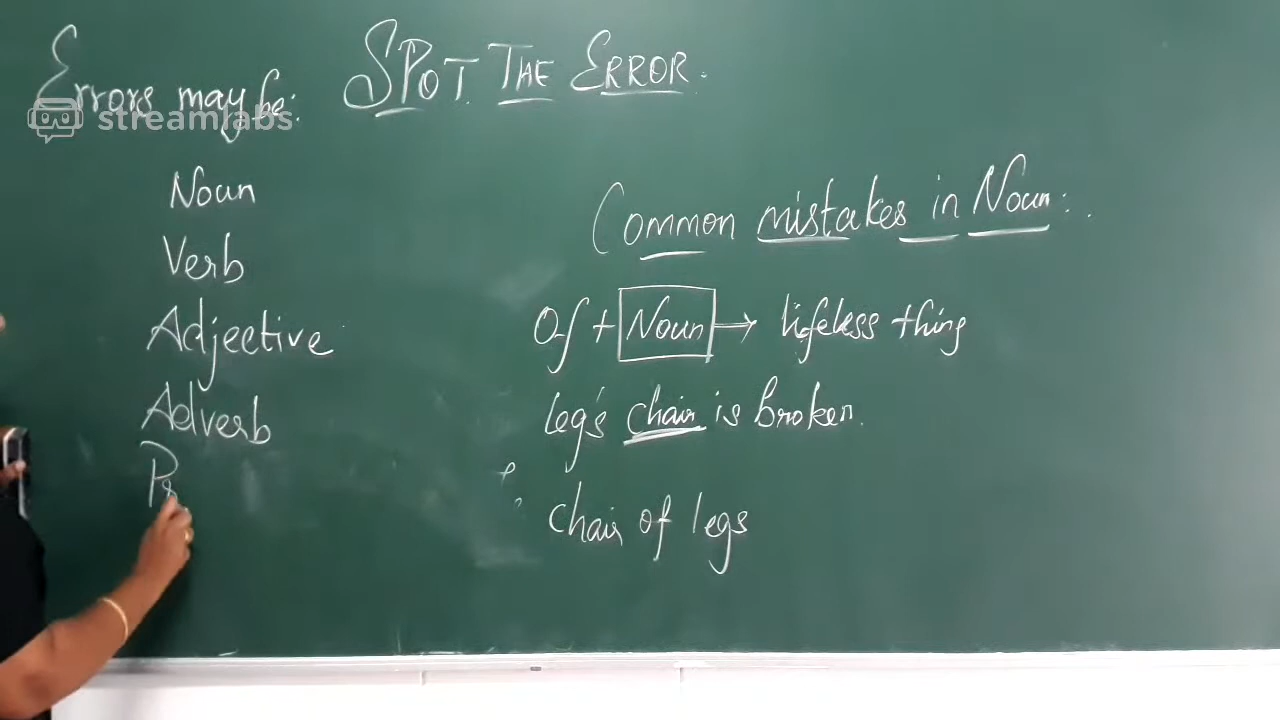 SPOT THE ERROR.
Errors may be:
streamlabs
Noun
Verb
Adjective
Adverb
Common mistakes in Noun:
Of + Noun → lifeless thing
leg's chair is broken.
chair of legs